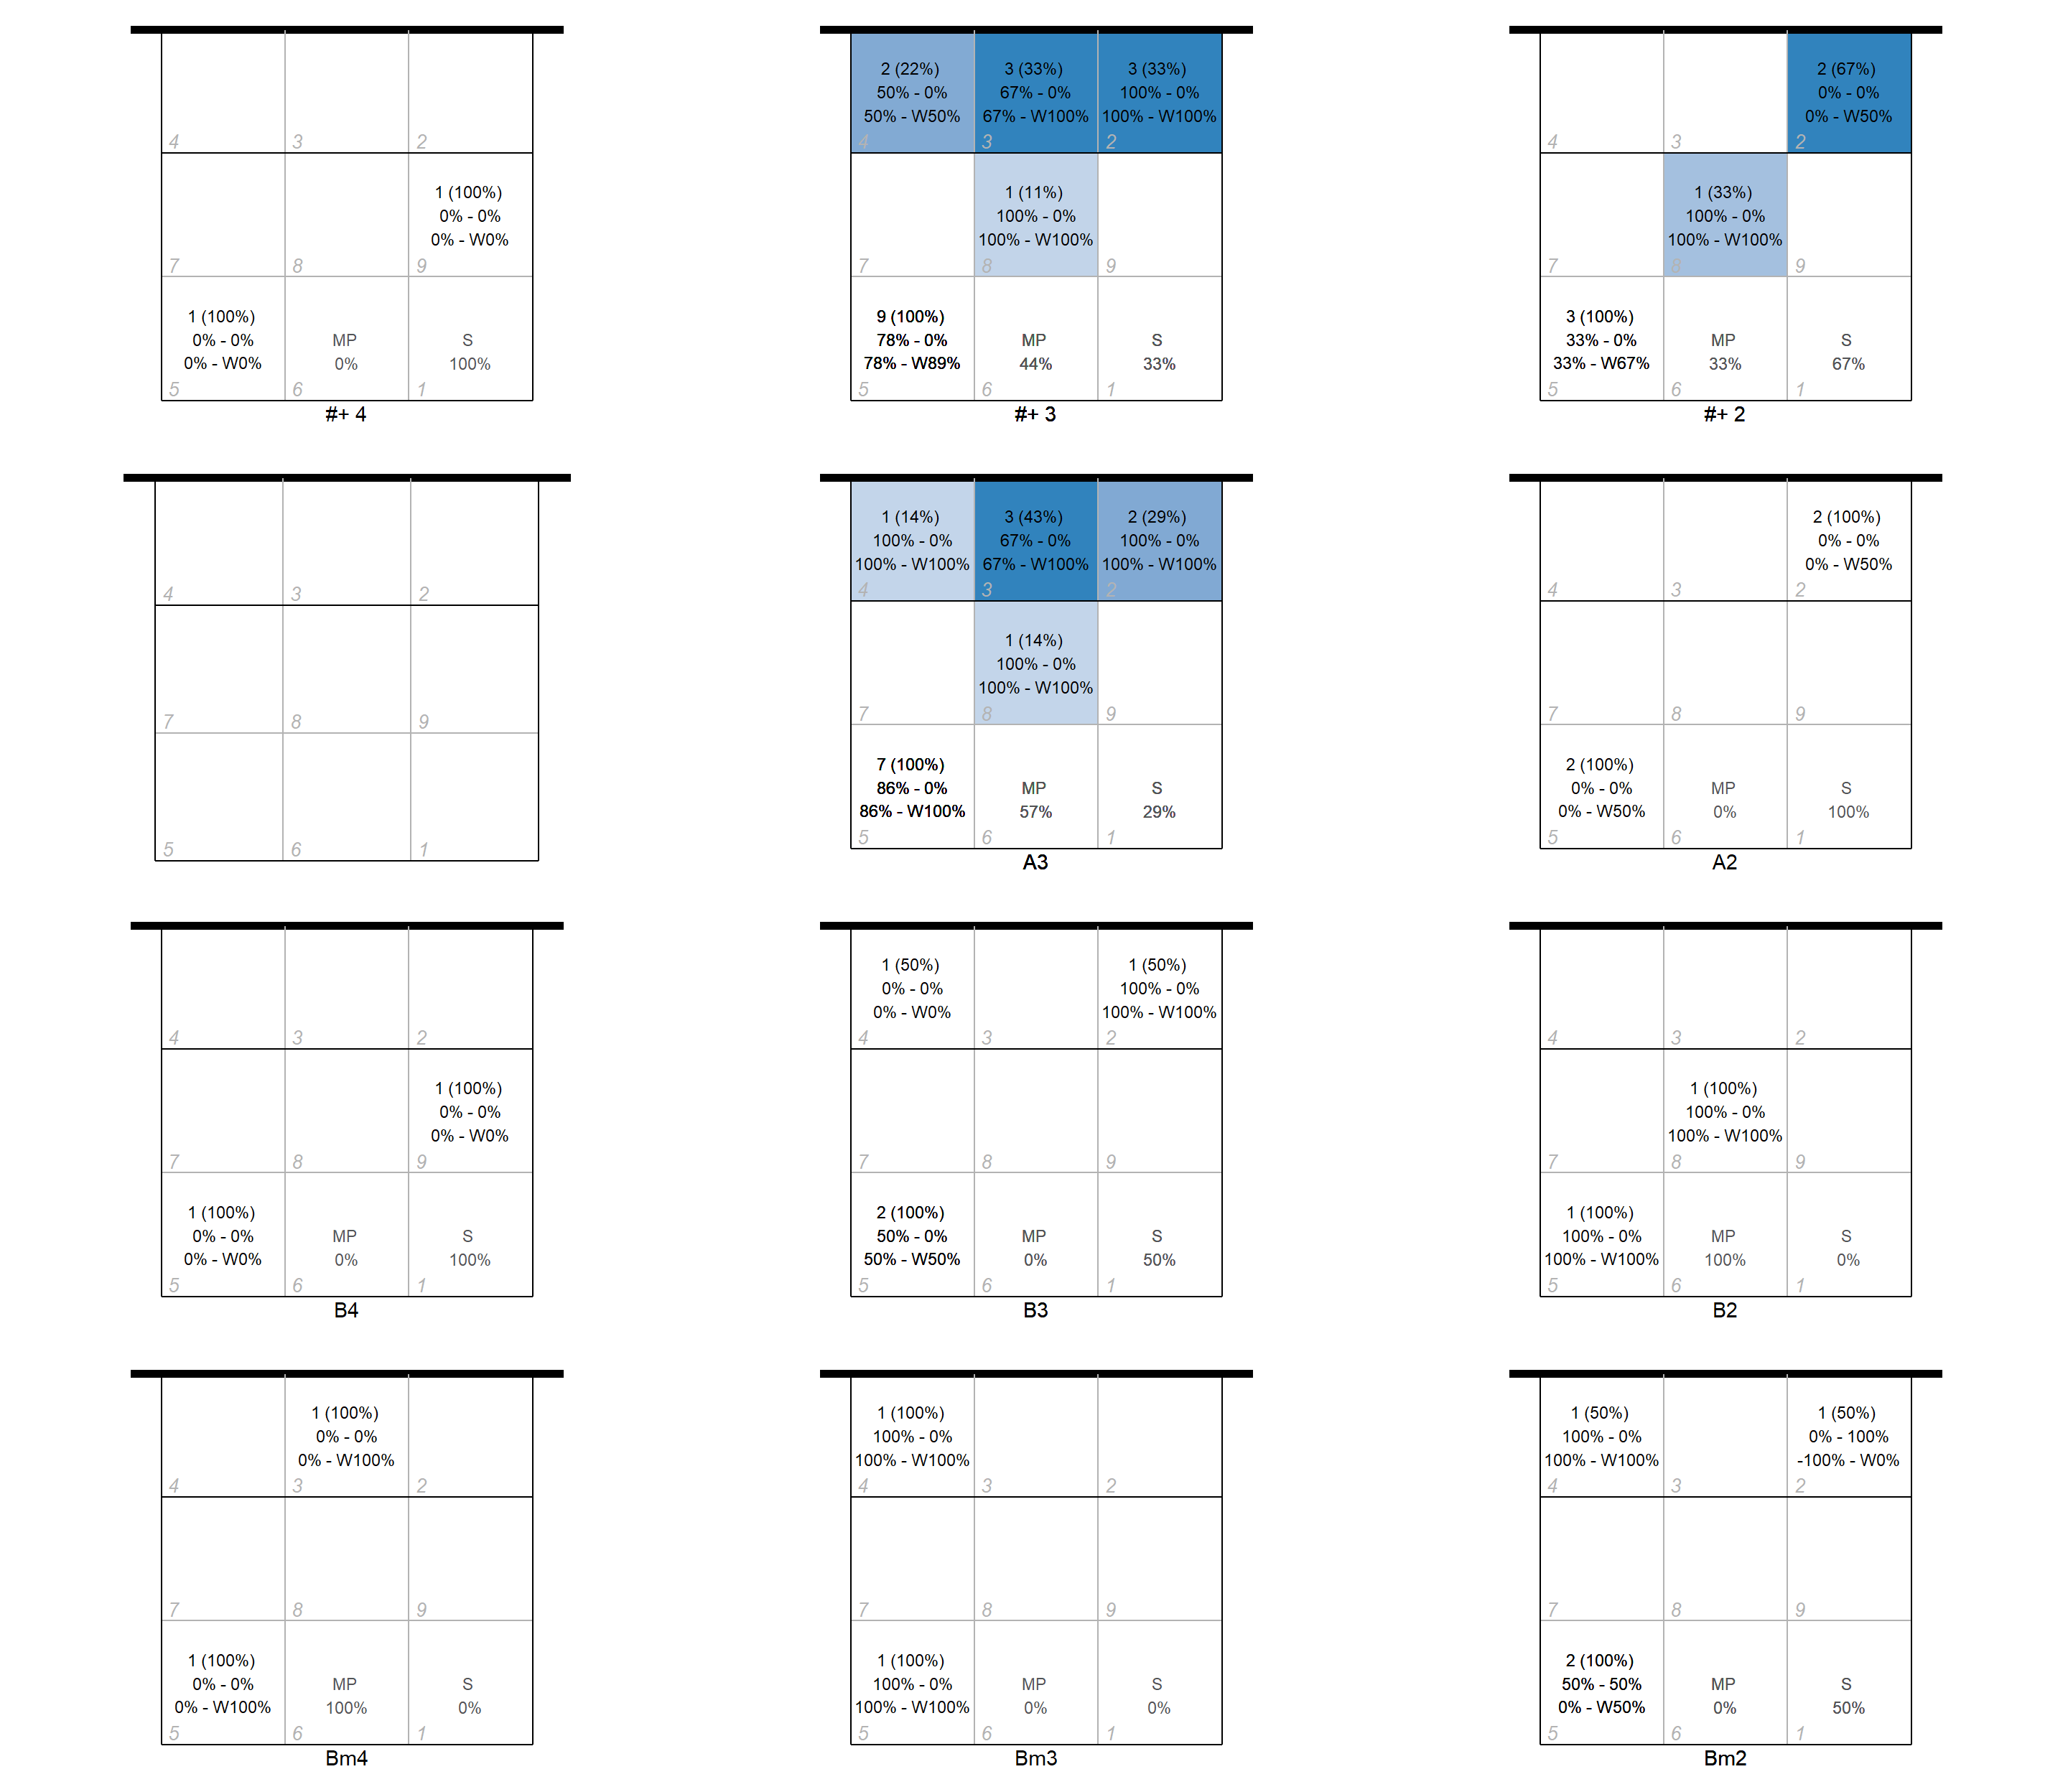 4 3 2
1 (100%)
0% - 0%
0% - W0%
7 8 9
1 (100%)
0% - 0%
0% - W0%
MP
0%
S
100%
5 6 1
#+ 4
2 (22%)
50% - 0%
50% - W50%
3 (33%)
67% - 0%
67% - W100%
3 (33%)
100% - 0%
100% - W100%
4 3 2
1 (11%)
100% - 0%
100% - W100%
7 8 9
9 (100%)
78% - 0%
78% - W89%
MP
44%
S
33%
5 6 1
#+ 3
2 (67%)
0% - 0%
0% - W50%
4 3 2
1 (33%)
100% - 0%
100% - W100%
7 8 9
3 (100%)
33% - 0%
33% - W67%
MP
33%
S
67%
5 6 1
#+ 2
4 3 2
7 8 9
5 6 1
1 (14%)
100% - 0%
100% - W100%
3 (43%)
67% - 0%
67% - W100%
2 (29%)
100% - 0%
100% - W100%
4 3 2
1 (14%)
100% - 0%
100% - W100%
7 8 9
7 (100%)
86% - 0%
86% - W100%
MP
57%
S
29%
5 6 1
A3
2 (100%)
0% - 0%
0% - W50%
4 3 2
7 8 9
2 (100%)
0% - 0%
0% - W50%
MP
0%
S
100%
5 6 1
A2
4 3 2
1 (100%)
0% - 0%
0% - W0%
7 8 9
1 (100%)
0% - 0%
0% - W0%
MP
0%
S
100%
5 6 1
B4
1 (50%)
0% - 0%
0% - W0%
1 (50%)
100% - 0%
100% - W100%
4 3 2
7 8 9
2 (100%)
50% - 0%
50% - W50%
MP
0%
S
50%
5 6 1
B3
4 3 2
1 (100%)
100% - 0%
100% - W100%
7 8 9
1 (100%)
100% - 0%
100% - W100%
MP
100%
S
0%
5 6 1
B2
1 (100%)
0% - 0%
0% - W100%
4 3 2
7 8 9
1 (100%)
0% - 0%
0% - W100%
MP
100%
S
0%
5 6 1
Bm4
1 (100%)
100% - 0%
100% - W100%
4 3 2
7 8 9
1 (100%)
100% - 0%
100% - W100%
MP
0%
S
0%
5 6 1
Bm3
1 (50%)
100% - 0%
100% - W100%
1 (50%)
0% - 100%
-100% - W0%
4 3 2
7 8 9
2 (100%)
50% - 50%
0% - W50%
MP
0%
S
50%
5 6 1
Bm2